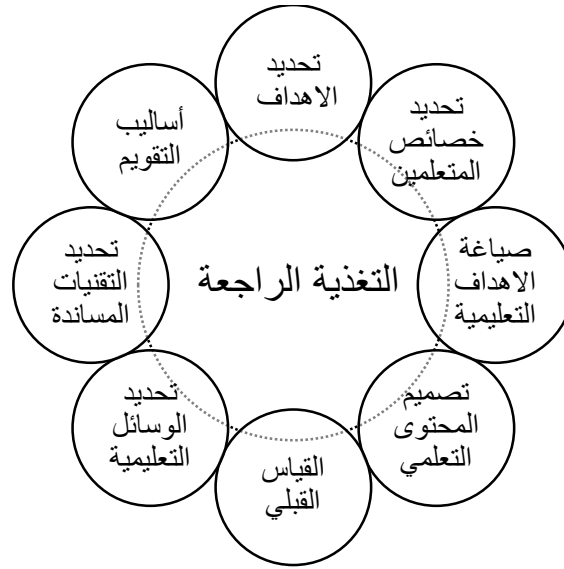 تحديد
الاهداف
تحديد
خصائص
المتعلمين
صياغة
الاهداف
التعليمية
تصميم
المحتوى
التعلمي
القياس
القبلي
تحديد
الوسائل
التعليمية
تحديد
التقنيات
المساندة
أساليب
التقويم
التغذية الراجعة